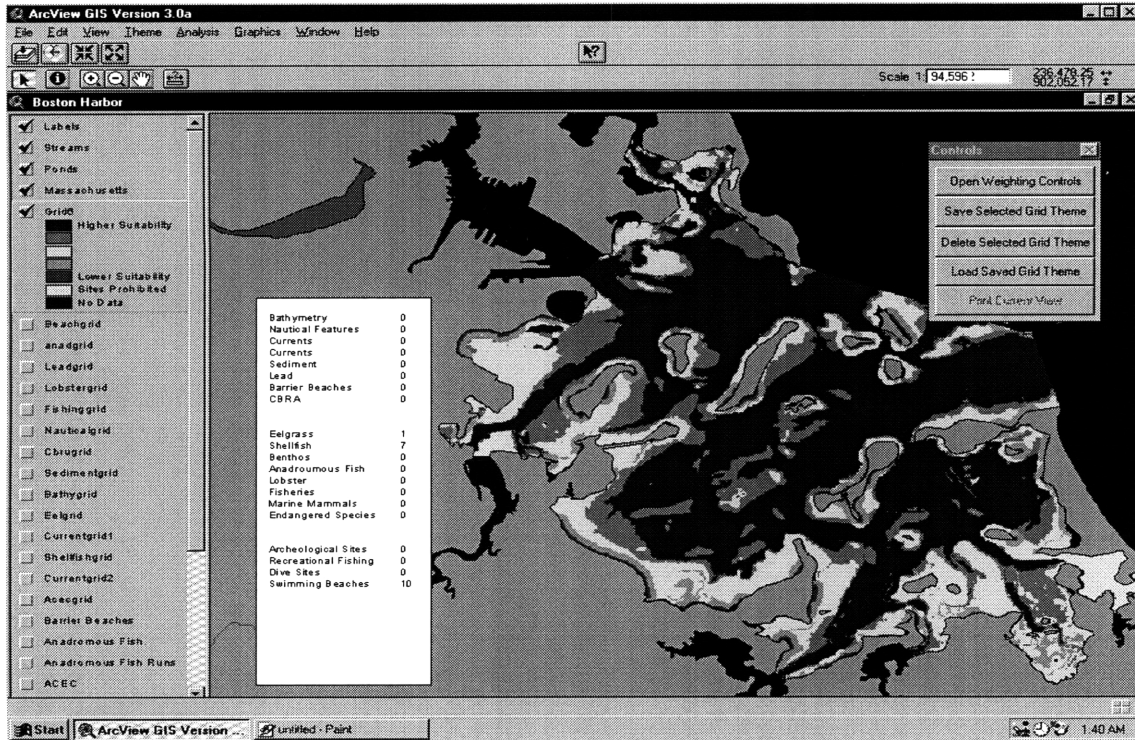 ArcView GIS Version 3.0a
File Edit View Theme Analysis Graphics Window Help
Scale 1: 94,596
236,478.25
902,052.17
Boston Harbor
Labels
Streams
Ponds
Massachusetts
Higher Suitability
Lower Suitability
Sites Prohibited
No Data
Beachgrid
anadgrid
Leadgrid
Lobstergrid
Fishinggrid
Nauticalgrid
Sedimentgrid
Bathygrid
Eelgrid
Currentgrid1
Shellfishgrid
Currentgrid2
Acecgrid
Barrier Beaches
Anadromous Fish
Anadromous Fish Runs
ACEC
Bathymetry 0
Nautical Features 0
Currents 0
Currents 0
Sediment 0
Lead 0
Barrier Beaches 0
CBRA 0
Eelgrass 1
Shellfish 7
Benthos 0
Anadroumous Fish 0
Lobster 0
Fisheries 0
Marine Mammals 0
Endangered Species 0
Archeological Sites 0
Recreational Fishing 0
Dive Sites 0
Swimming Beaches 10
Controls
Open Weighting Controls
Save Selected Grid Theme
Delete Selected Grid Theme
Load Saved Grid Theme
Print Current View
Start ArcView GIS Version ... untitled - Paint 1:40 AM